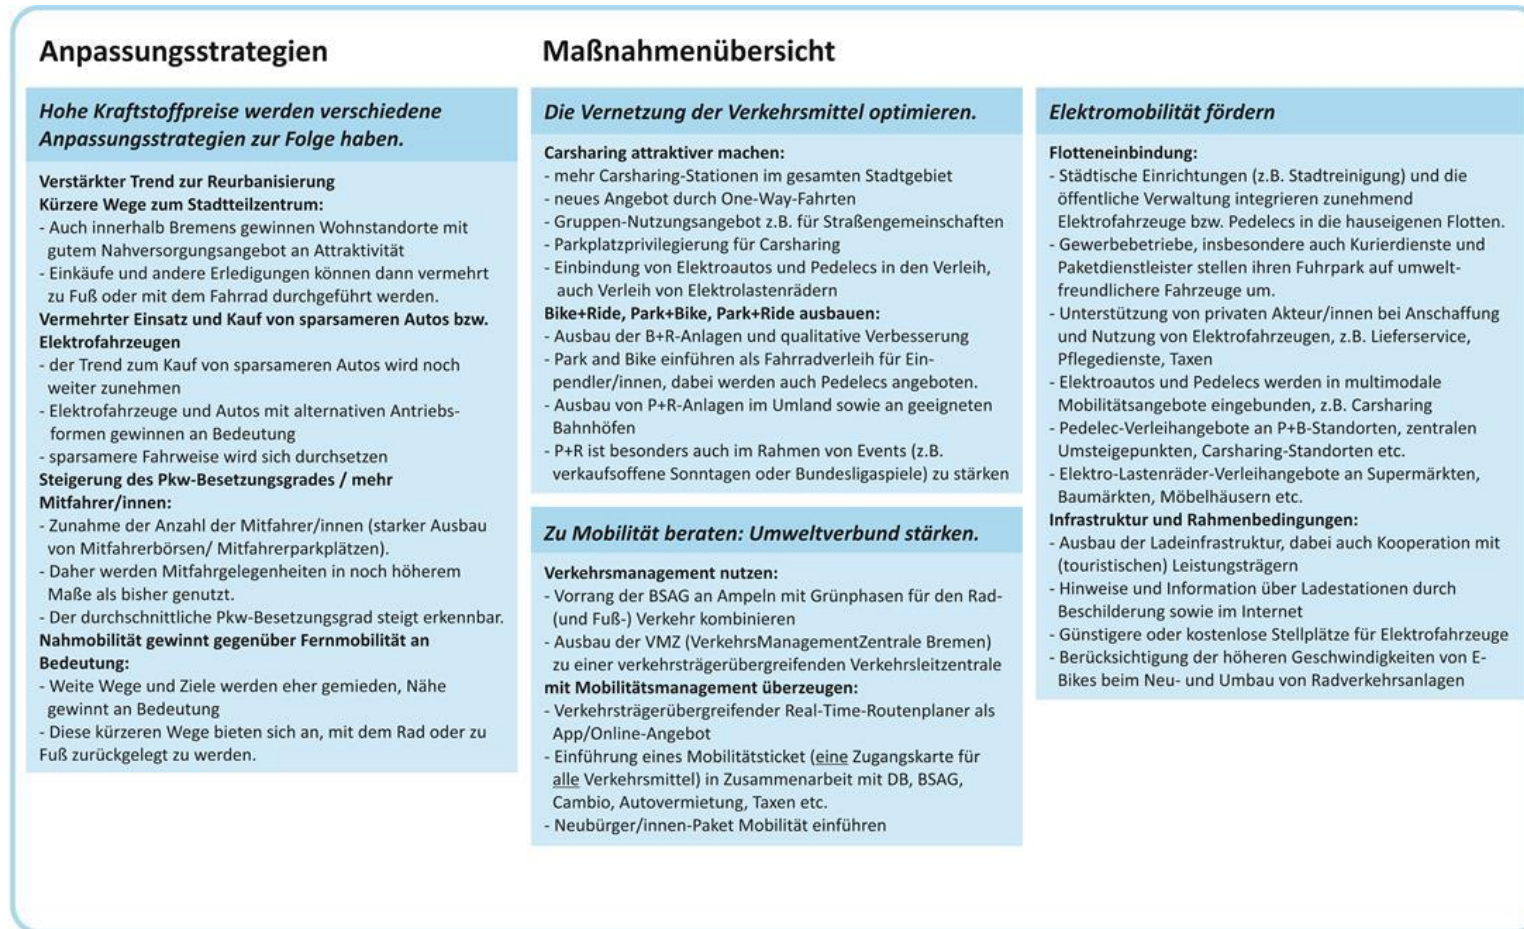 Anpassungsstrategien
Hohe Kraftstoffpreise werden verschiedene
Anpassungsstrategien zur Folge haben.
Verstärkter Trend zur Reurbanisierung
Kürzere Wege zum Stadtteilzentrum:
- Auch innerhalb Bremens gewinnen Wohnstandorte mit
gutem Nahversorgungsangebot an Attraktivität
- Einkäufe und andere Erledigungen können dann vermehrt
zu Fuß oder mit dem Fahrrad durchgeführt werden.
Vermehrter Einsatz und Kauf von sparsameren Autos bzw.
Elektrofahrzeugen
- der Trend zum Kauf von sparsameren Autos wird noch
weiter zunehmen
- Elektrofahrzeuge und Autos mit alternativen Antriebs-
formen gewinnen an Bedeutung
- sparsamere Fahrweise wird sich durchsetzen
Steigerung des Pkw-Besetzungsgrades / mehr
Mitfahrer/innen:
- Zunahme der Anzahl der Mitfahrer/innen (starker Ausbau
von Mitfahrerbörsen/ Mitfahrerparkplätzen).
- Daher werden Mitfahrgelegenheiten in noch höherem
Maße als bisher genutzt.
- Der durchschnittliche Pkw-Besetzungsgrad steigt erkennbar.
Nahmobilität gewinnt gegenüber Fernmobilität an
Bedeutung:
- Weite Wege und Ziele werden eher gemieden, Nähe
gewinnt an Bedeutung
- Diese kürzeren Wege bieten sich an, mit dem Rad oder zu
Fuß zurückgelegt zu werden.
Maßnahmenübersicht
Die Vernetzung der Verkehrsmittel optimieren.
Carsharing attraktiver machen:
- mehr Carsharing-Stationen im gesamten Stadtgebiet
- neues Angebot durch One-Way-Fahrten
- Gruppen-Nutzungsangebot z.B. für Straßengemeinschaften
- Parkplatzprivilegierung für Carsharing
- Einbindung von Elektroautos und Pedelecs in den Verleih,
auch Verleih von Elektrolastenrädern
Bike+Ride, Park+Bike, Park+Ride ausbauen:
- Ausbau der B+R-Anlagen und qualitative Verbesserung
- Park and Bike einführen als Fahrradverleih für Ein-
pendler/innen, dabei werden auch Pedelecs angeboten.
- Ausbau von P+R-Anlagen im Umland sowie an geeigneten
Bahnhöfen
- P+R ist besonders auch im Rahmen von Events (z.B.
verkaufsoffene Sonntagen oder Bundesligaspiele) zu stärken
Zu Mobilität beraten: Umweltverbund stärken.
Verkehrsmanagement nutzen:
- Vorrang der BSAG an Ampeln mit Grünphasen für den Rad-
(und Fuß-) Verkehr kombinieren
- Ausbau der VMZ (VerkehrsManagementZentrale Bremen)
zu einer verkehrsträgerübergreifenden Verkehrsleitzentrale
mit Mobilitätsmanagement überzeugen:
- Verkehrsträgerübergreifender Real-Time-Routenplaner als
App/Online-Angebot
- Einführung eines Mobilitätsticket (eine Zugangskarte für
alle Verkehrsmittel) in Zusammenarbeit mit DB, BSAG,
Cambio, Autovermietung, Taxen etc.
- Neubürger/innen-Paket Mobilität einführen
Elektromobilität fördern
Flotteneinbindung:
- Städtische Einrichtungen (z.B. Stadtreinigung) und die
öffentliche Verwaltung integrieren zunehmend
Elektrofahrzeuge bzw. Pedelecs in die hauseigenen Flotten.
- Gewerbebetriebe, insbesondere auch Kurierdienste und
Paketdienstleister stellen ihren Fuhrpark auf umwelt-
freundlichere Fahrzeuge um.
- Unterstützung von privaten Akteur/innen bei Anschaffung
und Nutzung von Elektrofahrzeugen, z.B. Lieferservice,
Pflegedienste, Taxen
- Elektroautos und Pedelecs werden in multimodale
Mobilitätsangebote eingebunden, z.B. Carsharing
- Pedelec-Verleihangebote an P+B-Standorten, zentralen
Umsteigepunkten, Carsharing-Standorten etc.
- Elektro-Lastenräder-Verleihangebote an Supermärkten,
Baumärkten, Möbelhäusern etc.
Infrastruktur und Rahmenbedingungen:
- Ausbau der Ladeinfrastruktur, dabei auch Kooperation mit
(touristischen) Leistungsträgern
- Hinweise und Information über Ladestationen durch
Beschilderung sowie im Internet
- Günstigere oder kostenlose Stellplätze für Elektrofahrzeuge
- Berücksichtigung der höheren Geschwindigkeiten von E-
Bikes beim Neu- und Umbau von Radverkehrsanlagen